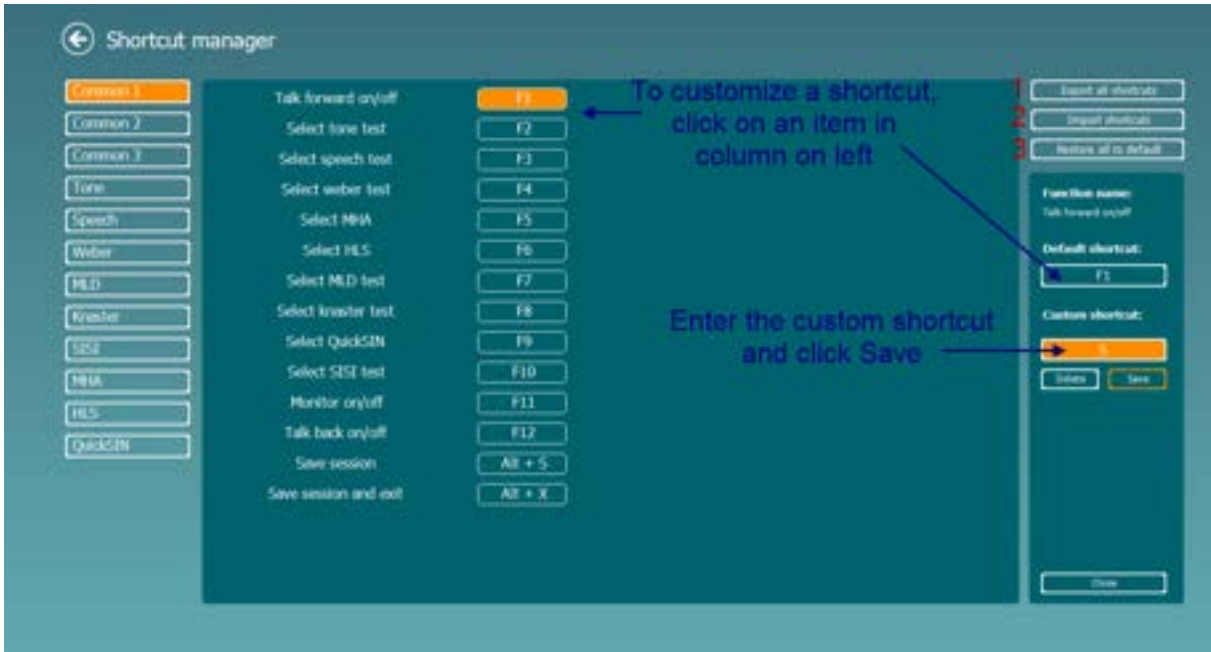 Shortcut manager
Common 1
Common 2
Common 3
Tone
Speech
Weber
MLD
Knaster
SISI
MHA
HLS
QuickSIN
Talk forward on/off F1
Select tone test F2
Select speech test F3
Select weber test F4
Select MHA F5
Select HLS F6
Select MLD test F7
Select knaster test F8
Select QuickSIN F9
Select SISI test F10
Monitor on/off F11
Talk back on/off F12
Save session Alt + S
Save session and exit Alt + X
To customize a shortcut,
click on an item in
column on left
Enter the custom shortcut
and click Save
1 Export all shortcuts
2 Import shortcuts
3 Restore all to default
Function name:
Talk forward on/off
Default shortcut:
F1
Custom shortcut:
Delete Save
Close